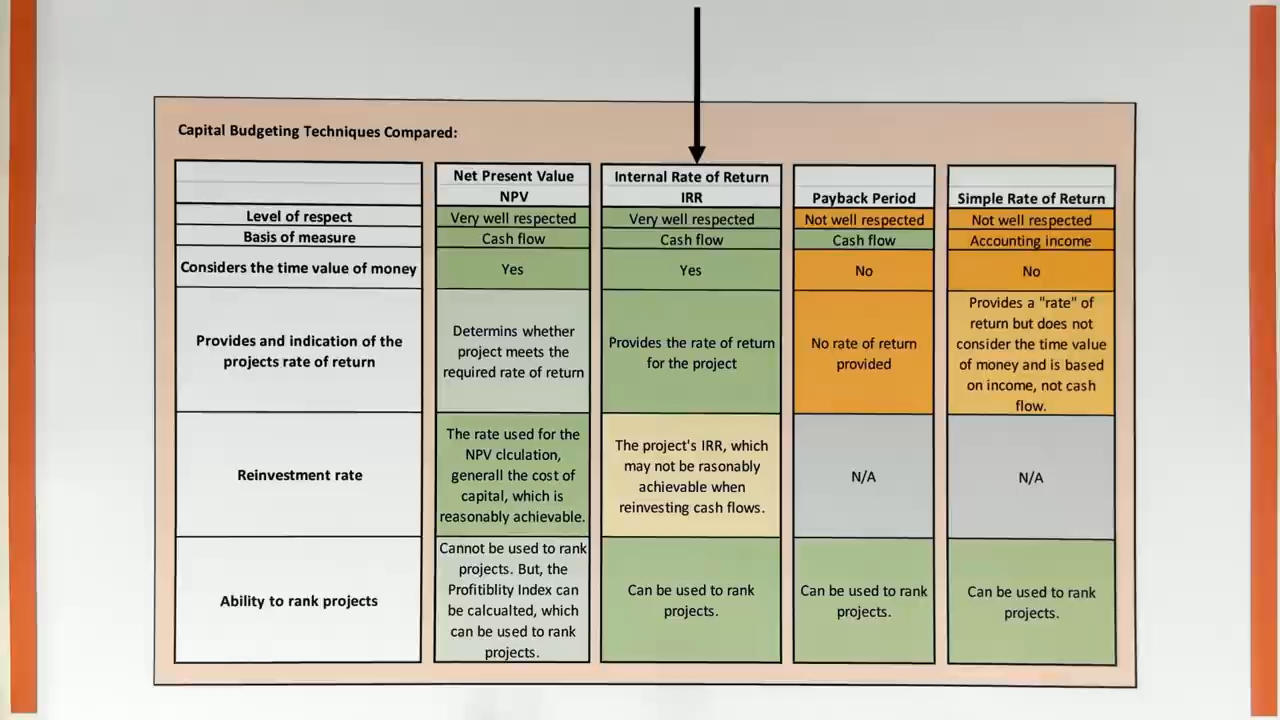 Capital Budgeting Techniques Compared:
Net Present Value
NPV
Internal Rate of Return
IRR
Payback Period
Simple Rate of Return
Level of respect
Very well respected
Very well respected
Not well respected
Not well respected
Basis of measure
Cash flow
Cash flow
Cash flow
Accounting income
Considers the time value of money
Yes
Yes
No
No
Provides and indication of the
projects rate of return
Determins whether
project meets the
required rate of return
Provides the rate of return
for the project
No rate of return
provided
Provides a "rate" of
return but does not
consider the time value
of money and is based
on income, not cash
flow.
Reinvestment rate
The rate used for the
NPV clculation,
generall the cost of
capital, which is
reasonably achievable.
The project's IRR, which
may not be rasonably
achievable when
reinvesting cash flows.
N/A
N/A
Ability to rank projects
Cannot be used to rank
projects. But, the
Profitiblity Index can
be calcualted, which
can be used to rank
projects.
Can be used to rank
projects.
Can be used to rank
projects.
Can be used to rank
projects.